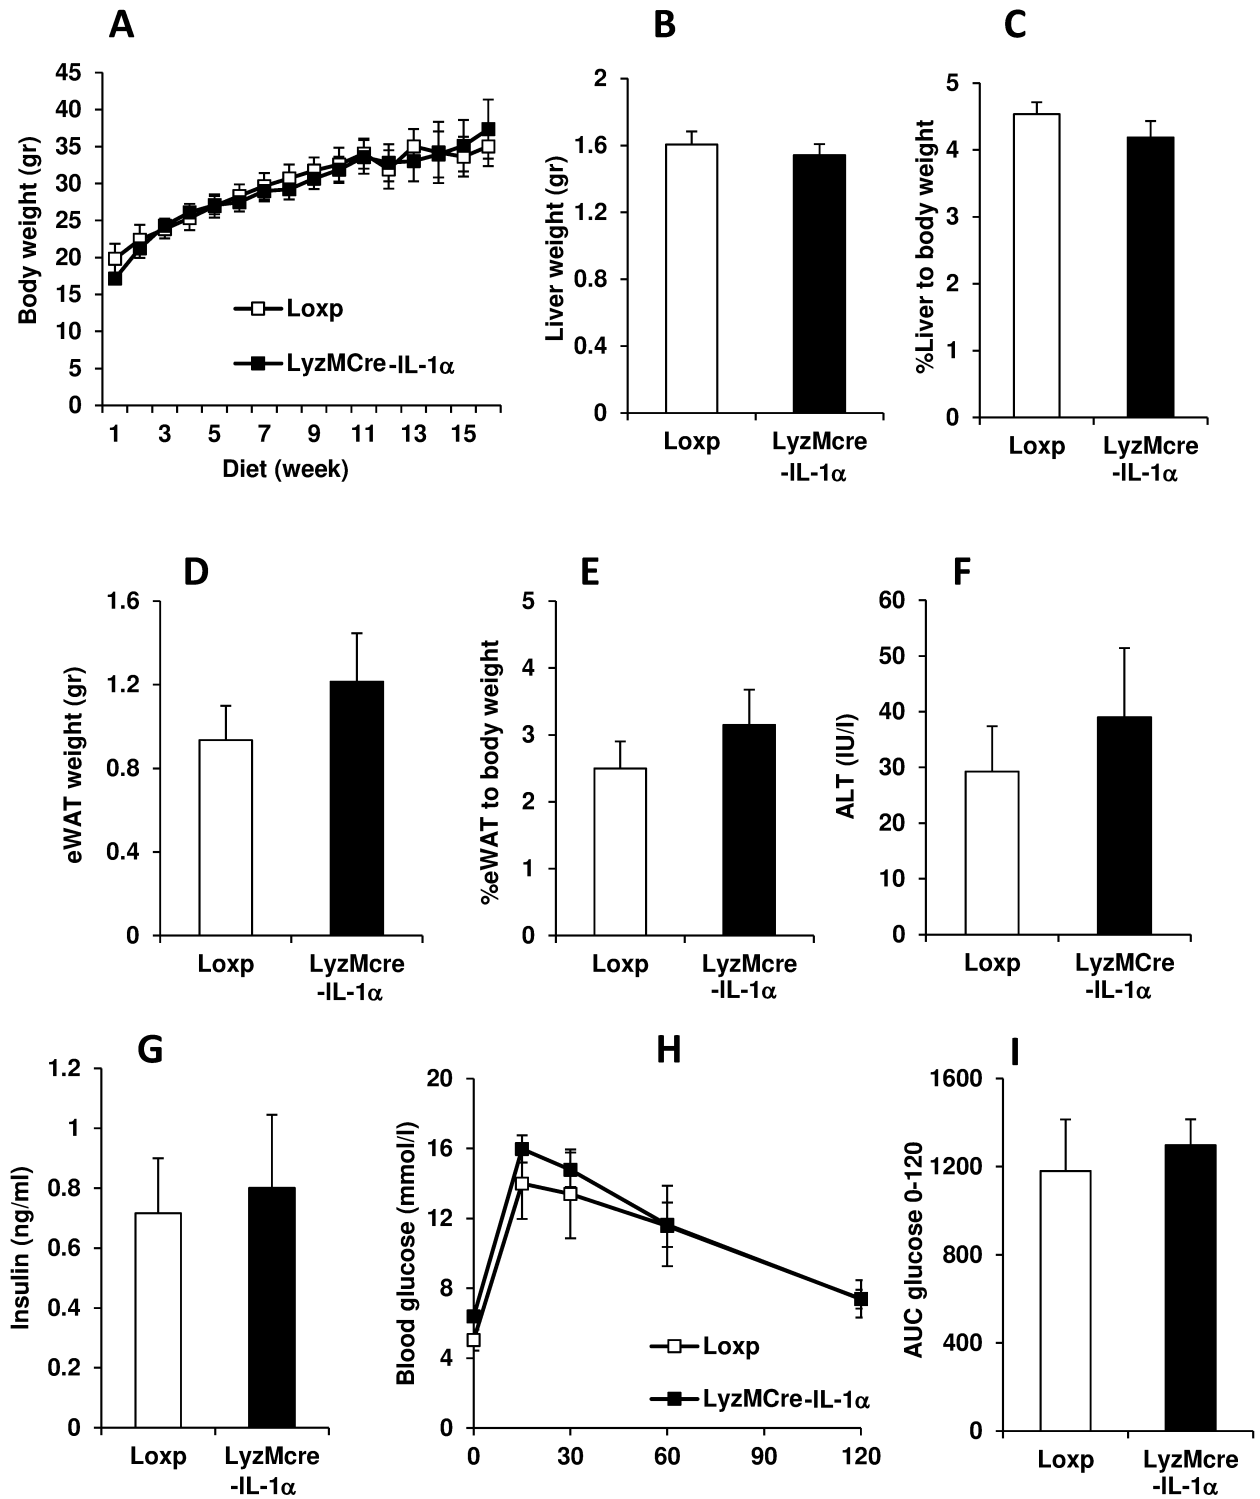 A
45
40
35
30
25
20
15
10
5
0
Body weight (gr)
Loxp
LyzMCre-IL-1α
1 3 5 7 9 11 13 15
Diet (week)
B
2
1.6
1.2
0.8
0.4
0
Liver weight (gr)
Loxp
LyzMcre
-IL-1α
C
5
4
3
2
1
0
%Liver to body weight
Loxp
LyzMcre
-IL-1α
D
1.6
1.2
0.8
0.4
0
eWAT weight (gr)
Loxp
LyzMcre
-IL-1α
E
5
4
3
2
1
0
%eWAT to body weight
Loxp
LyzMcre
-IL-1α
F
60
50
40
30
20
10
0
ALT (IU/l)
Loxp
LyzMCre
-IL-1α
G
1.2
1
0.8
0.6
0.4
0.2
0
Insulin (ng/ml)
Loxp
LyzMcre
-IL-1α
H
20
16
12
8
4
0
Blood glucose (mmol/l)
Loxp
LyzMCre-IL-1α
0 30 60 90 120
I
1600
1200
800
400
0
AUC glucose 0-120
Loxp
LyzMcre
-IL-1α